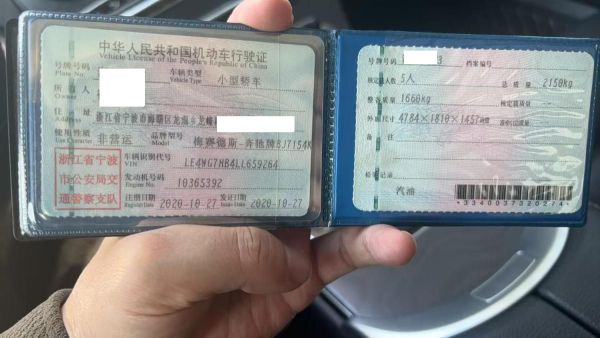 中华人民共和国机动车行驶证
Vehicle License of the People's Republic of China
号牌号码
Plate No.
车辆类型
Vehicle Type
小型轿车
所有人
Owner
住址
Address
浙江省宁波市海曙区龙观乡龙峰
使用性质
Use Character
非营运
品牌型号
Model
梅赛德斯-奔驰牌BJ7154K
浙江省宁波
市公安局交
通警察支队
车辆识别代号
VIN
LE4WG7HB4LL659264
发动机号码
Engine No.
10365392
注册日期
Register Date
2020-10-27
发证日期
Issue Date
2020-10-27
号牌号码
3
档案编号
核定载人数
5人
总质量
2150kg
整备质量
1660kg
核定载质量
外廓尺寸
4784×1810×1457mm
准牵引总质量
备注
检验记录
汽油
*3340037320274*